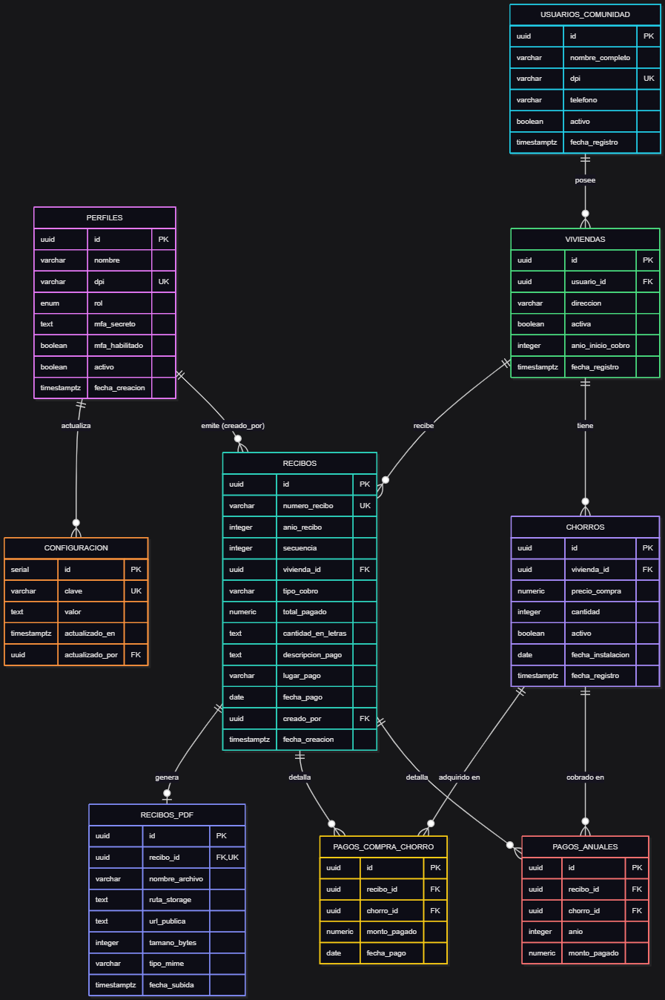 USUARIOS_COMUNIDAD
uuid id PK
varchar nombre_completo
varchar dpi UK
varchar telefono
boolean activo
timestamptz fecha_registro
posee
PERFILES
uuid id PK
varchar nombre
varchar dpi UK
enum rol
text mfa_secreto
boolean mfa_habilitado
boolean activo
timestamptz fecha_creacion
VIVIENDAS
uuid id PK
uuid usuario_id FK
varchar direccion
boolean activa
integer anio_inicio_cobro
timestamptz fecha_registro
actualiza
emite (creado_por)
recibe
tiene
RECIBOS
uuid id PK
varchar numero_recibo UK
integer anio_recibo
integer secuencia
uuid vivienda_id FK
varchar tipo_cobro
numeric total_pagado
text cantidad_en_letras
text descripcion_pago
varchar lugar_pago
date fecha_pago
uuid creado_por FK
timestamptz fecha_creacion
CONFIGURACION
serial id PK
varchar clave UK
text valor
timestamptz actualizado_en
uuid actualizado_por FK
CHORROS
uuid id PK
uuid vivienda_id FK
numeric precio_compra
integer cantidad
boolean activo
date fecha_instalacion
timestamptz fecha_registro
genera
detalla
detalla
adquirido en
cobrado en
RECIBOS_PDF
uuid id PK
uuid recibo_id FK,UK
varchar nombre_archivo
text ruta_storage
text url_publica
integer tamano_bytes
varchar tipo_mime
timestamptz fecha_subida
PAGOS_COMPRA_CHORRO
uuid id PK
uuid recibo_id FK
uuid chorro_id FK
numeric monto_pagado
date fecha_pago
PAGOS_ANUALES
uuid id PK
uuid recibo_id FK
uuid chorro_id FK
integer anio
numeric monto_pagado